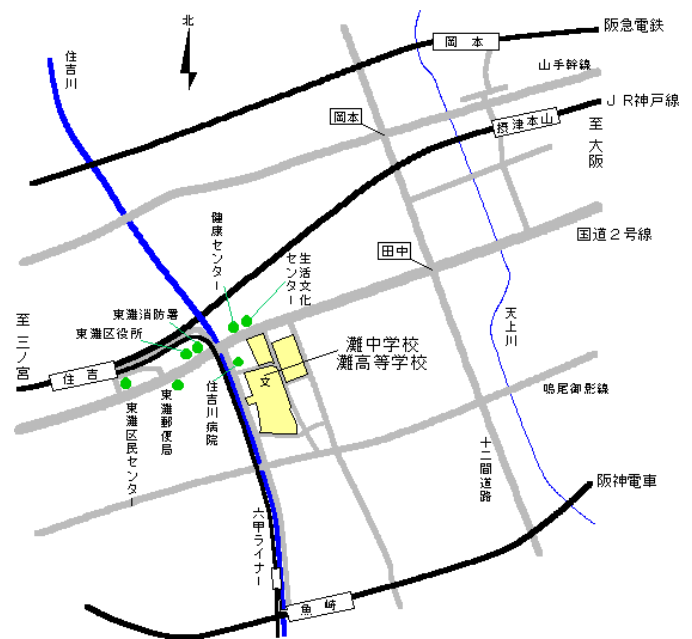 北
阪急電鉄
岡本
住吉川
山手幹線
JR神戸線
摂津本山
岡本
至大阪
健康センター
生活文化
センター
国道2号線
田中
東灘消防署
東灘区役所
至三ノ宮
天上川
灘中学校
灘高等学校
住吉
文
住吉川病院
鳴尾御影線
東灘郵便局
東灘区民センター
十二間道路
阪神電車
六甲ライナー
魚崎